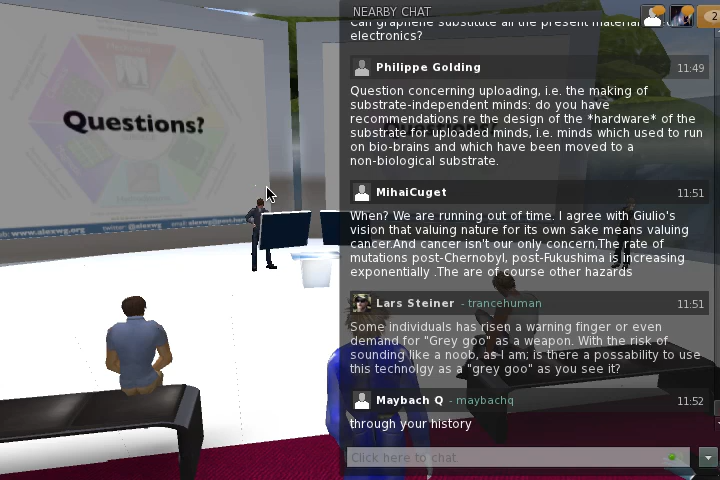 NEARBY CHAT
2
Can graphene substitute all the present material
electronics?
Philippe Golding
11:49
Question concerning uploading, i.e. the making of
substrate-independent minds: do you have
recommendations re the design of the *hardware* of the
substrate for uploaded minds, i.e. minds which used to run
on bio-brains and which have been moved to a
non-biological substrate.
MihaiCuget
11:51
When? We are running out of time. I agree with Giulio's
vision that valuing nature for its own sake means valuing
cancer.And cancer isn't our only concern,The rate of
mutations post-Chernobyl, post-Fukushima is increasing
exponentially .The are of course other hazards
Lars Steiner - trancehuman
11:51
Some individuals has risen a warning finger or even
demand for "Grey goo" as a weapon. With the risk of
sounding like a noob, as I am; is there a possability to use
this technolgy as a "grey goo" as you see it?
Maybach Q - maybachq
11:52
through your history
Click here to chat
Questions?
www.alexwg.org
twitter: @alexwg